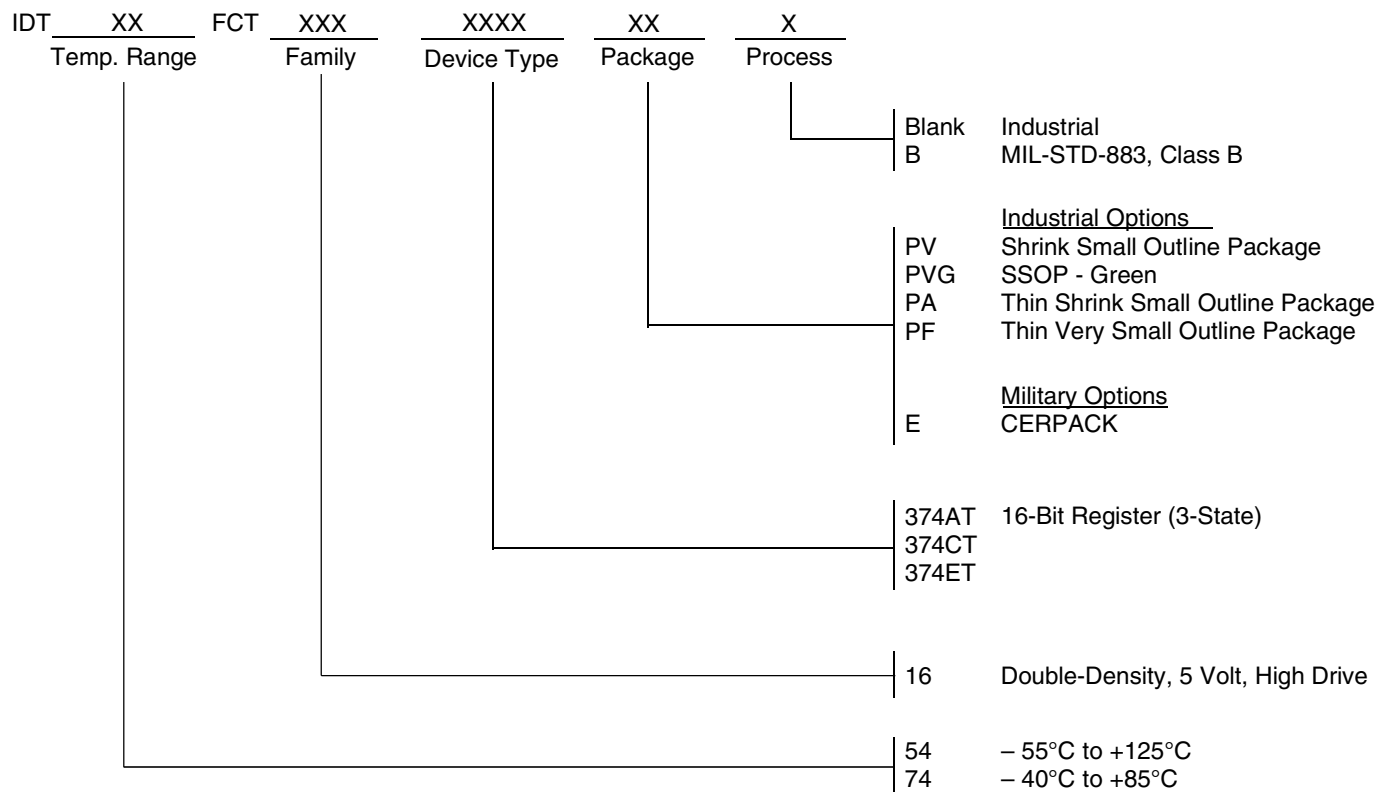 IDT XX FCT XXX XXXX XX X
Temp. Range Family Device Type Package Process
Blank Industrial
B MIL-STD-883, Class B
Industrial Options
PV Shrink Small Outline Package
PVG SSOP - Green
PA Thin Shrink Small Outline Package
PF Thin Very Small Outline Package
Military Options
E CERPACK
374AT 16-Bit Register (3-State)
374CT
374ET
16 Double-Density, 5 Volt, High Drive
54 – 55°C to +125°C
74 – 40°C to +85°C